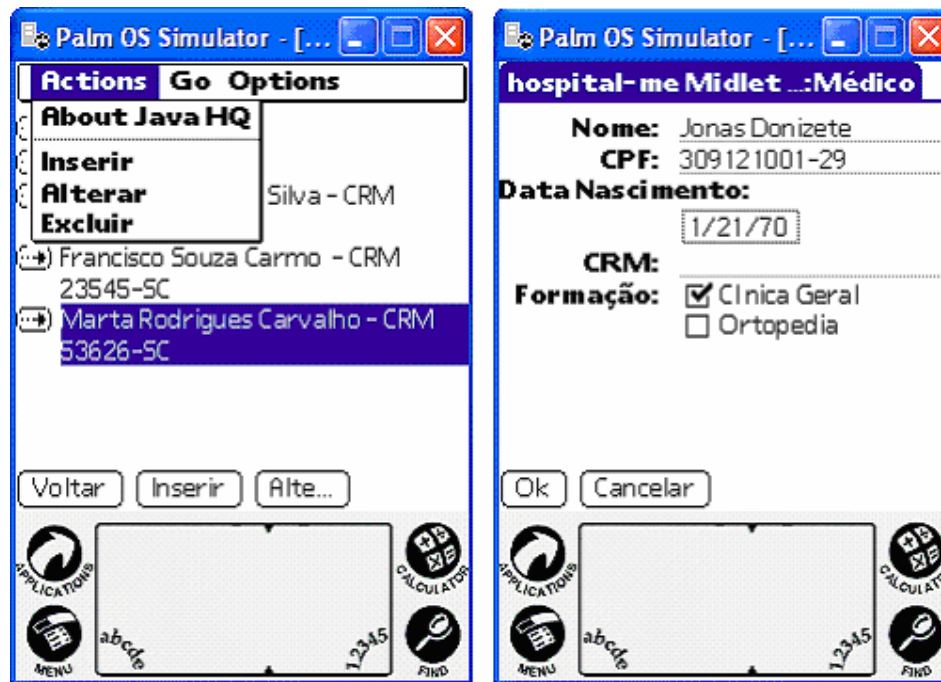 Palm OS Simulator - [...
Actions Go Options
About Java HQ
Inserir
Alterar
Silva - CRM
Excluir
Francisco Souza Carmo - CRM
23545-SC
Marta Rodrigues Carvalho - CRM
53626-SC
Voltar Inserir Alte...
APPLICATIONS
CALCULATOR
abcde
12345
MENU
FIND
Palm OS Simulator - [...
hospital-me Midlet ...:Médico
Nome: Jonas Donizete
CPF: 309121001-29
Data Nascimento:
1/21/70
CRM:
Formação: Clnica Geral
Ortopedia
Ok Cancelar
APPLICATIONS
CALCULAT
abcde
12345
MENU
FIND